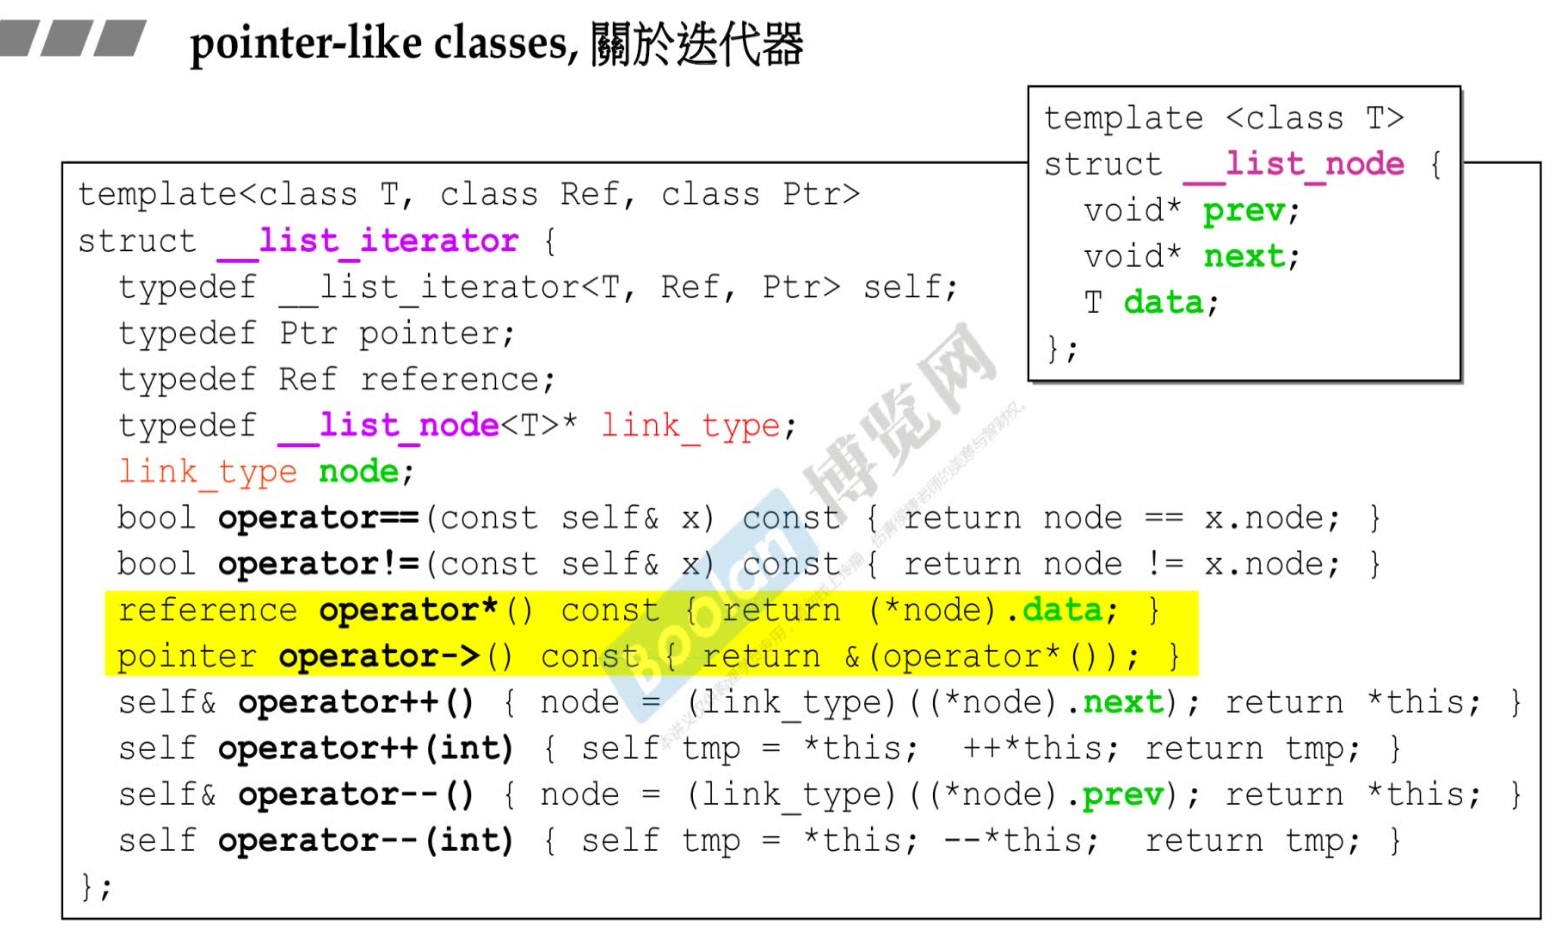 pointer-like classes, 關於迭代器
template <class T>
struct __list_node {
void* prev;
void* next;
T data;
};
template<class T, class Ref, class Ptr>
struct __list_iterator {
typedef __list_iterator<T, Ref, Ptr> self;
typedef Ptr pointer;
typedef Ref reference;
typedef __list_node<T>* link_type;
link_type node;
bool operator==(const self& x) const { return node == x.node; }
bool operator!=(const self& x) const { return node != x.node; }
reference operator*() const { return (*node).data; }
pointer operator->() const { return &(operator*()); }
self& operator++() { node = (link_type)((*node).next); return *this; }
self operator++(int) { self tmp = *this; ++*this; return tmp; }
self& operator--() { node = (link_type)((*node).prev); return *this; }
self operator--(int) { self tmp = *this; --*this; return tmp; }
};
Boolan 博览网